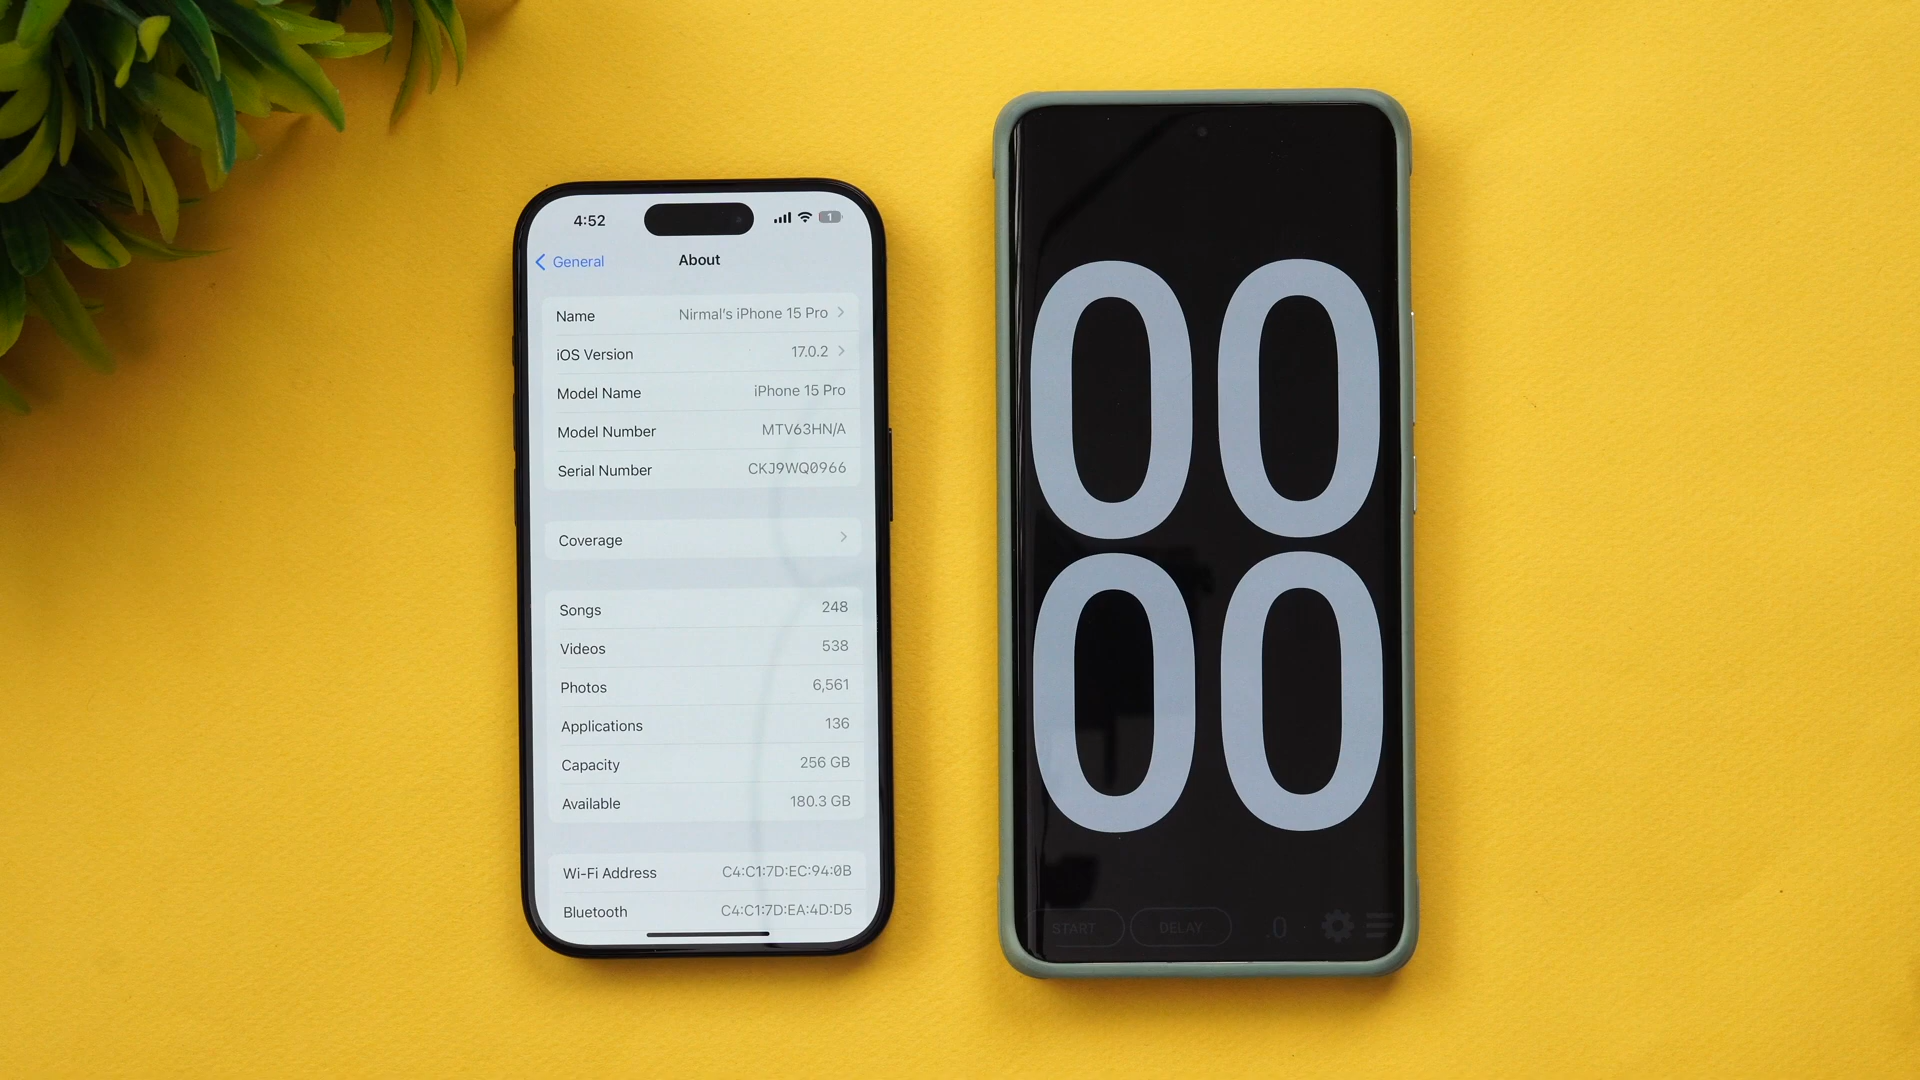 4:52
1
General
About
Name Nirmal's iPhone 15 Pro
iOS Version 17.0.2
Model Name iPhone 15 Pro
Model Number MTV63HN/A
Serial Number CKJ9WQ0966
Coverage
Songs 248
Videos 538
Photos 6,561
Applications 136
Capacity 256 GB
Available 180.3 GB
Wi-Fi Address C4:C1:7D:EC:94:0B
Bluetooth C4:C1:7D:EA:4D:D5
00
00
START DELAY .0